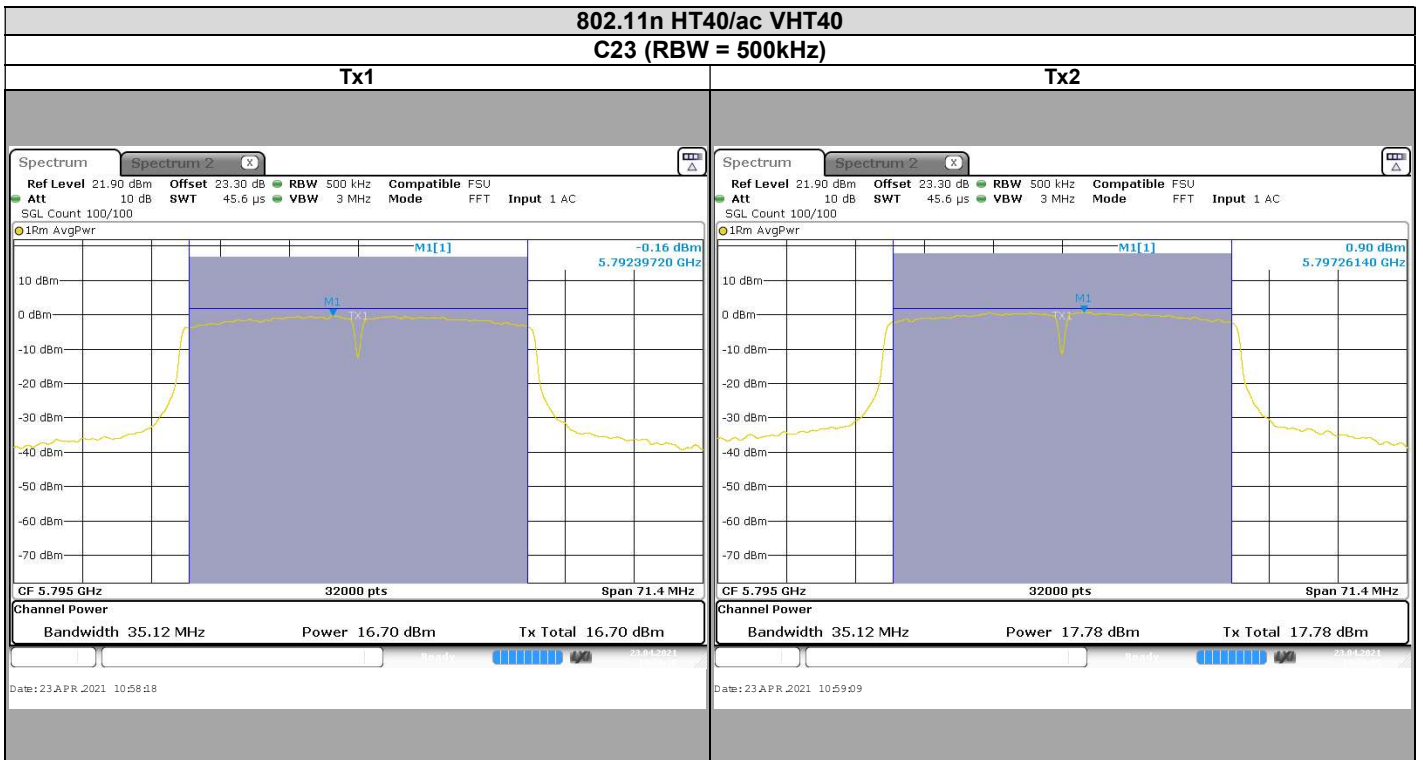 802.11n HT40/ac VHT40
C23 (RBW = 500kHz)
Tx1
Spectrum Spectrum 2 X
Ref Level 21.90 dBm Offset 23.30 dB RBW 500 kHz Compatible FSU
Att 10 dB SWT 45.6 µs VBW 3 MHz Mode FFT Input 1 AC
SGL Count 100/100
1Rm AvgPwr
M1[1] -0.16 dBm
5.79239720 GHz
10 dBm
M1
0 dBm
TX1
-10 dBm
-20 dBm
-30 dBm
-40 dBm
-50 dBm
-60 dBm
-70 dBm
CF 5.795 GHz 32000 pts Span 71.4 MHz
Channel Power
Bandwidth 35.12 MHz Power 16.70 dBm Tx Total 16.70 dBm
Ready LXI 23.04.2021
Date: 23.APR.2021 10:58:18
Tx2
Spectrum Spectrum 2 X
Ref Level 21.90 dBm Offset 23.30 dB RBW 500 kHz Compatible FSU
Att 10 dB SWT 45.6 µs VBW 3 MHz Mode FFT Input 1 AC
SGL Count 100/100
1Rm AvgPwr
M1[1] 0.90 dBm
5.79726140 GHz
10 dBm
M1
0 dBm
TX1
-10 dBm
-20 dBm
-30 dBm
-40 dBm
-50 dBm
-60 dBm
-70 dBm
CF 5.795 GHz 32000 pts Span 71.4 MHz
Channel Power
Bandwidth 35.12 MHz Power 17.78 dBm Tx Total 17.78 dBm
Ready LXI 23.04.2021
Date: 23.APR.2021 10:59:09